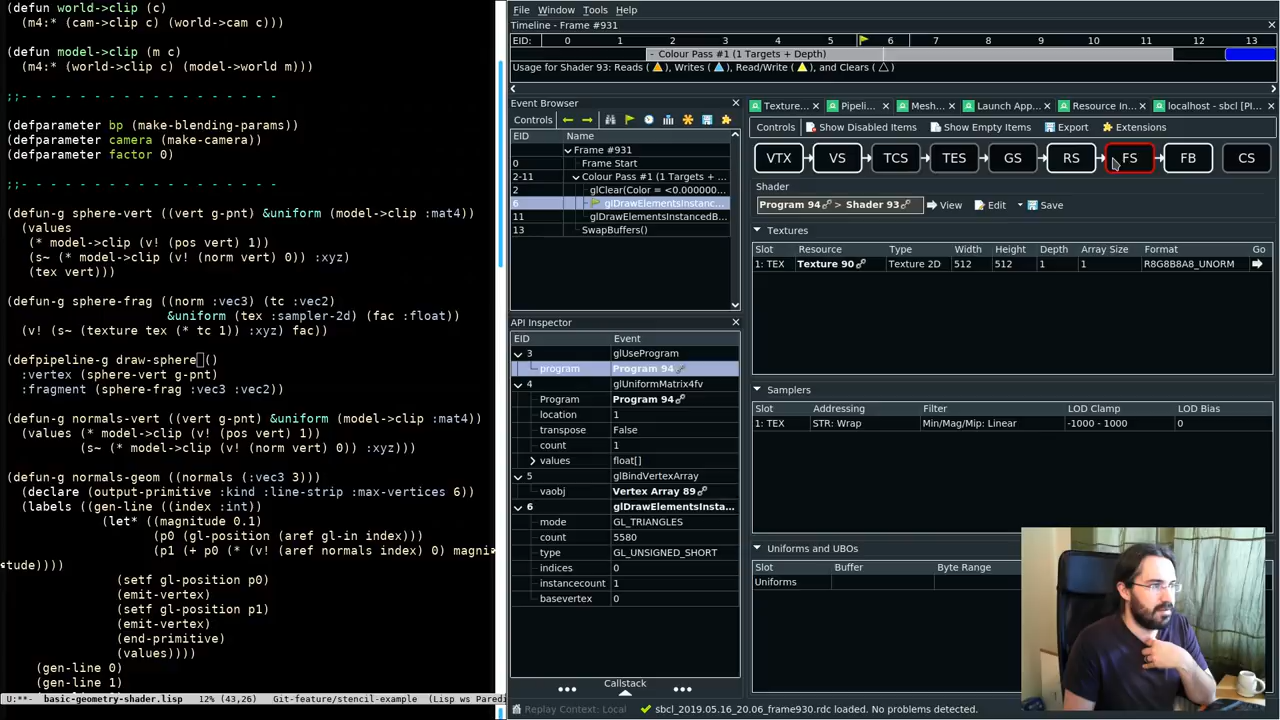 (defun world->clip (c)
(m4:* (cam->clip c) (world->cam c)))
(defun model->clip (m c)
(m4:* (world->clip c) (model->world m)))
;;- - - - - - - - - - - - - - - - - -
(defparameter bp (make-blending-params))
(defparameter camera (make-camera))
(defparameter factor 0)
;;- - - - - - - - - - - - - - - - - -
(defun-g sphere-vert ((vert g-pnt) &uniform (model->clip :mat4))
(values
(* model->clip (v! (pos vert) 1))
(s~ (* model->clip (v! (norm vert) 0)) :xyz)
(tex vert)))
(defun-g sphere-frag ((norm :vec3) (tc :vec2)
&uniform (tex :sampler-2d) (fac :float))
(v! (s~ (texture tex (* tc 1)) :xyz) fac))
(defpipeline-g draw-sphere ()
:vertex (sphere-vert g-pnt)
:fragment (sphere-frag :vec3 :vec2))
(defun-g normals-vert ((vert g-pnt) &uniform (model->clip :mat4))
(values (* model->clip (v! (pos vert) 1))
(s~ (* model->clip (v! (norm vert) 0)) :xyz)))
(defun-g normals-geom ((normals (:vec3 3)))
(declare (output-primitive :kind :line-strip :max-vertices 6))
(labels ((gen-line ((index :int))
(let* ((magnitude 0.1)
(p0 (gl-position (aref gl-in index)))
(p1 (+ p0 (* (v! (aref normals index) 0) magni
tude))))
(setf gl-position p0)
(emit-vertex)
(setf gl-position p1)
(emit-vertex)
(end-primitive)
(values))))
(gen-line 0)
(gen-line 1)
U:**- basic-geometry-shader.lisp 12% (43,26) Git-feature/stencil-example (Lisp ws Paredi
File Window Tools Help
Timeline - Frame #931
EID: 0 1 2 3 4 5 6 7 8 9 10 11 12 13
- Colour Pass #1 (1 Targets + Depth)
Usage for Shader 93: Reads ( ), Writes ( ), Read/Write ( ), and Clears ( )
Event Browser
Controls
EID Name
Frame #931
0 Frame Start
2-11 Colour Pass #1 (1 Targets + ...
2 glClear(Color = <0.000000...
6 glDrawElementsInstanc...
11 glDrawElementsInstancedB...
13 SwapBuffers()
API Inspector
EID Event
3 glUseProgram
program Program 94
4 glUniformMatrix4fv
Program Program 94
location 1
transpose False
count 1
values float[]
5 glBindVertexArray
vaobj Vertex Array 89
6 glDrawElementsInsta...
mode GL_TRIANGLES
count 5580
type GL_UNSIGNED_SHORT
indices 0
instancecount 1
basevertex 0
Callstack
Texture... Pipeli... Mesh... Launch App... Resource In... localhost - sbcl [PI...
Controls Show Disabled Items Show Empty Items Export Extensions
VTX VS TCS TES GS RS FS FB CS
Shader
Program 94 > Shader 93 View Edit Save
Textures
Slot Resource Type Width Height Depth Array Size Format Go
1: TEX Texture 90 Texture 2D 512 512 1 1 R8G8B8A8_UNORM
Samplers
Slot Addressing Filter LOD Clamp LOD Bias
1: TEX STR: Wrap Min/Mag/Mip: Linear -1000 - 1000 0
Uniforms and UBOs
Slot Buffer Byte Range
Uniforms
Replay Context: Local sbcl_2019.05.16_20.06_frame930.rdc loaded. No problems detected.